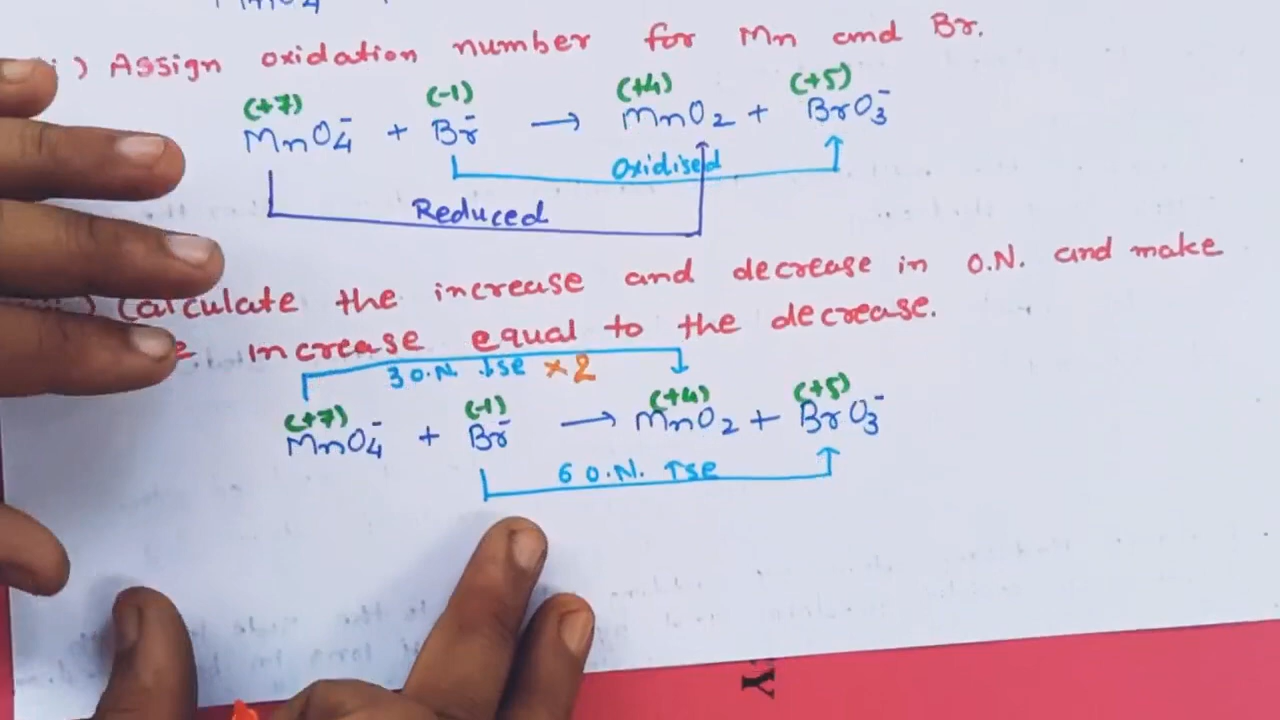 ) Assign oxidation number for Mn and Br.
(+7) (-1) (+4) (+5)
MnO₄⁻ + Br⁻ → MnO₂ + BrO₃⁻
Oxidised
Reduced
) Calculate the increase and decrease in O.N. and make
e increase equal to the decrease.
3 O.N. ↓se ×2
(+7) (-1) (+4) (+5)
MnO₄⁻ + Br⁻ → MnO₂ + BrO₃⁻
6 O.N. ↑se
Y